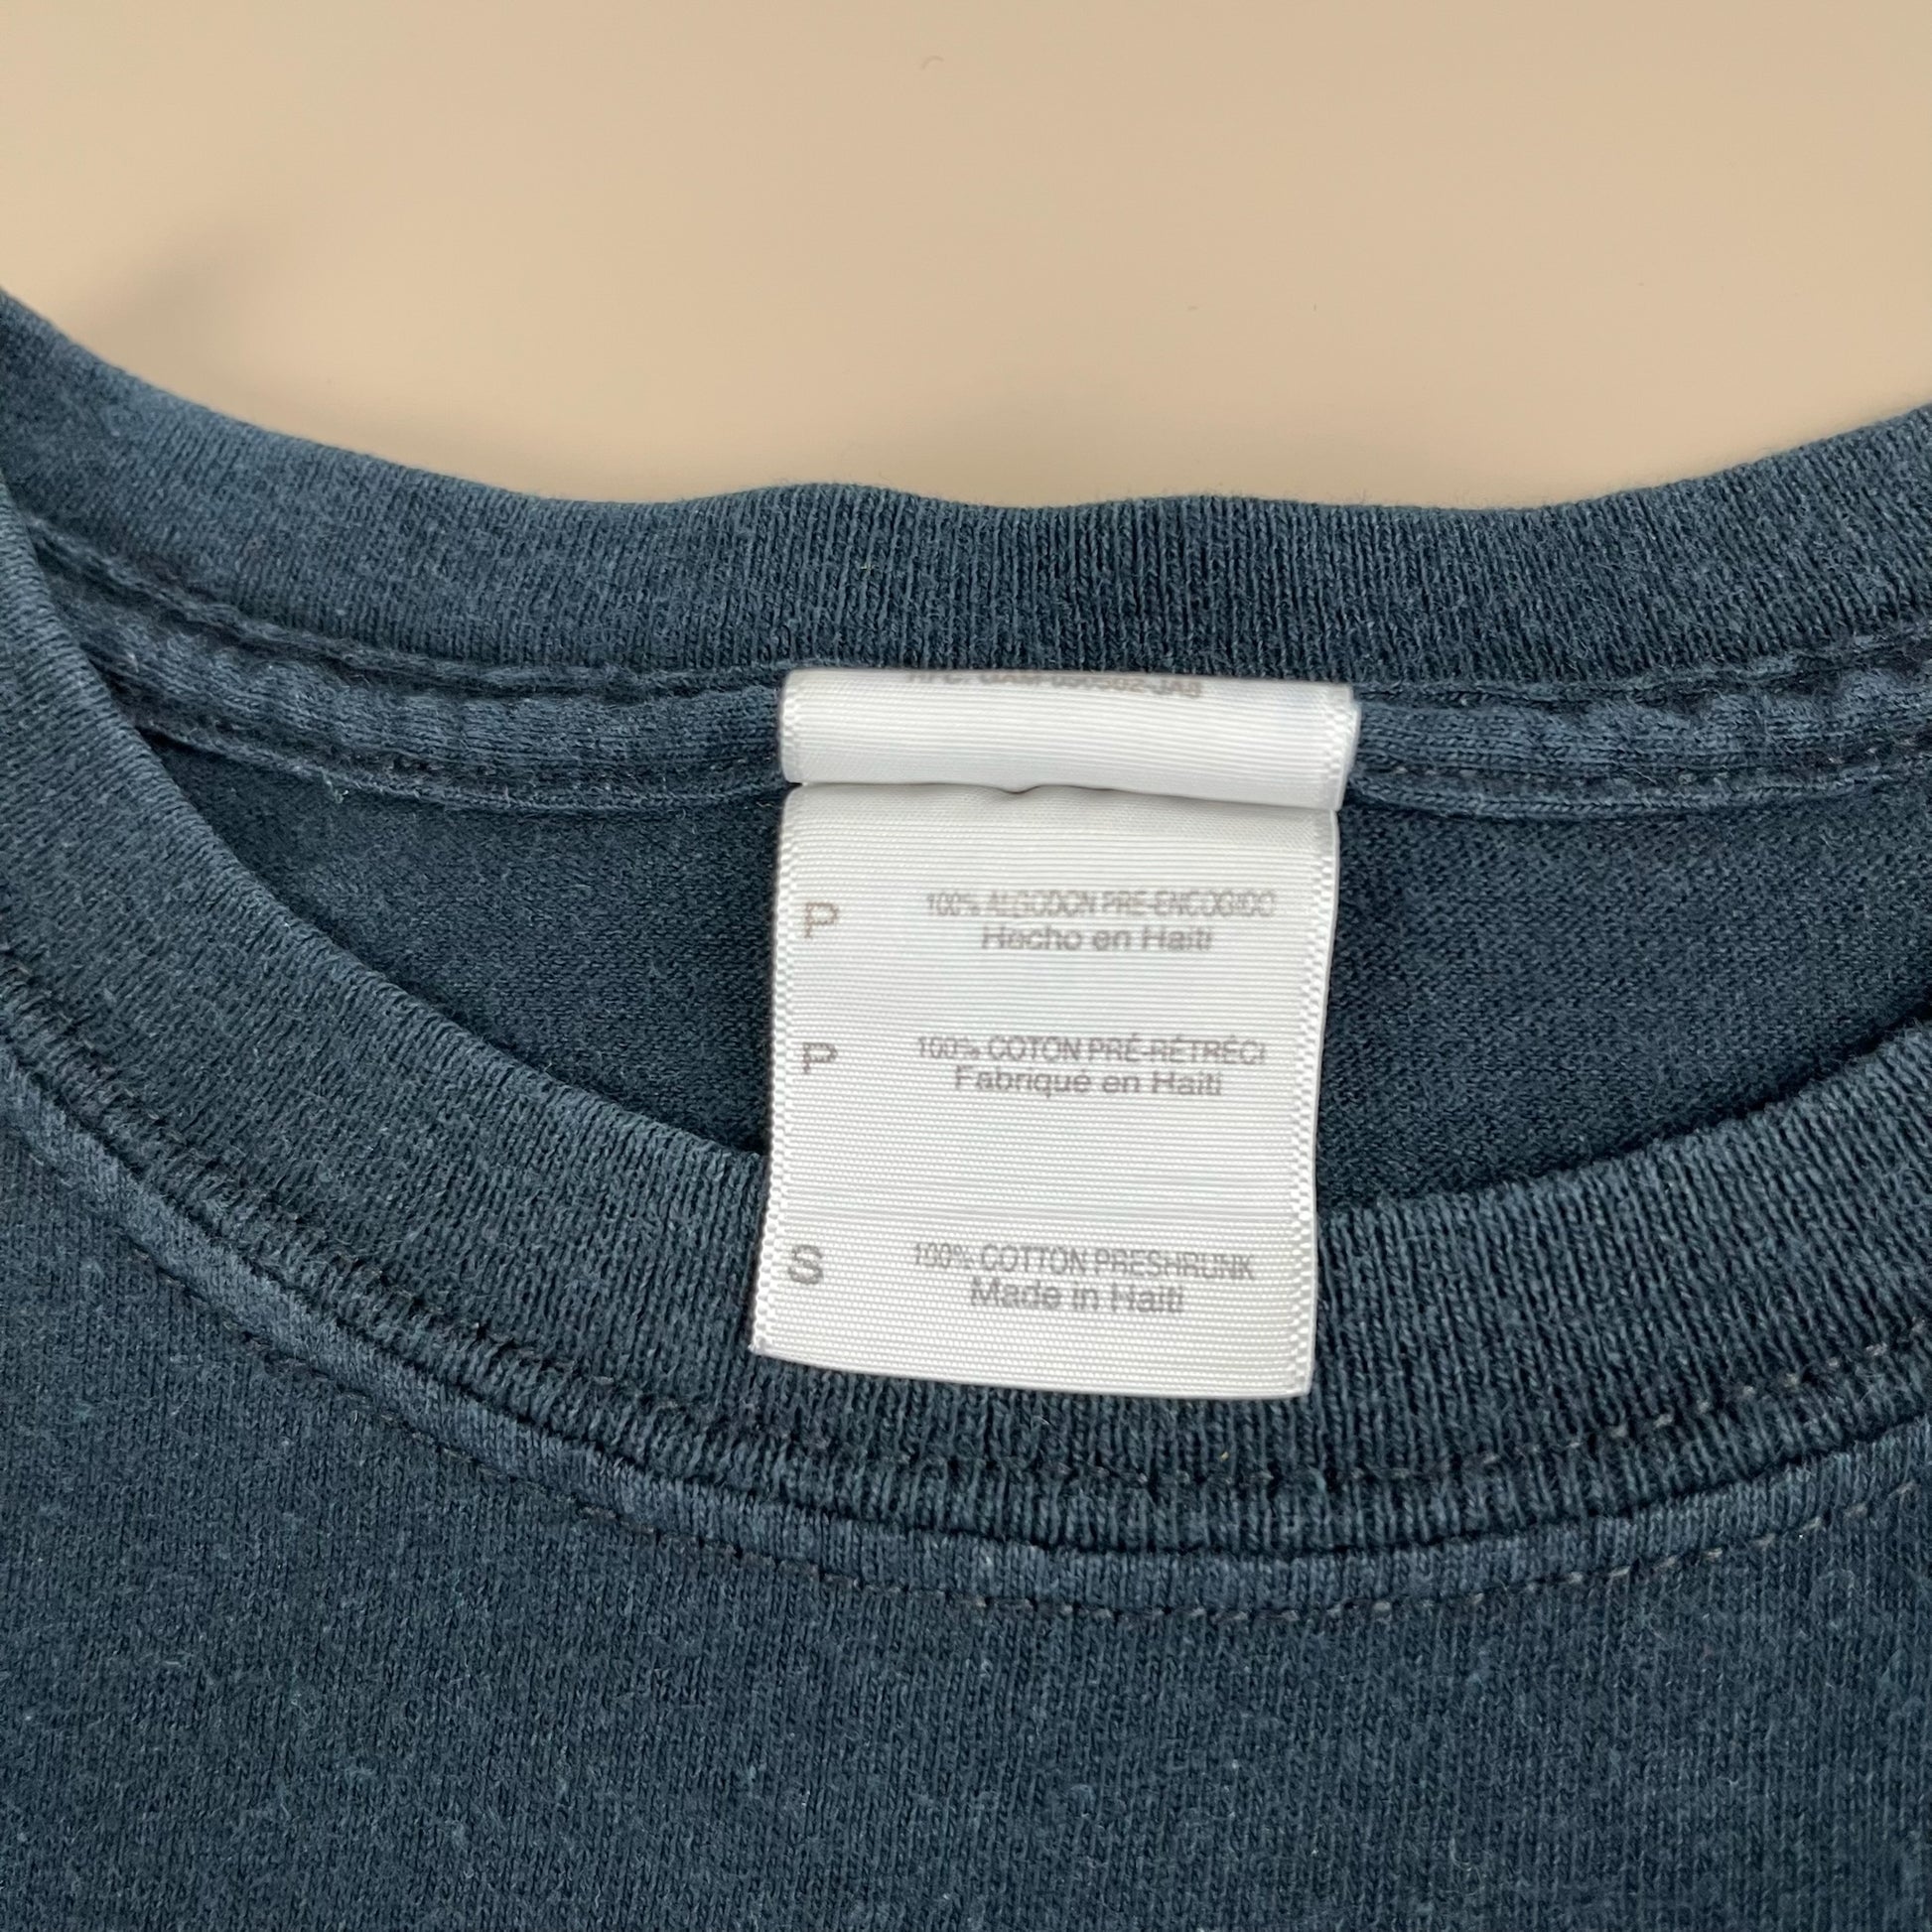 P 100% ALGODON PRE-ENCOGIDO
Hecho en Haiti
P 100% COTON PRÉ-RÉTRÉCI
Fabriqué en Haiti
S 100% COTTON PRESHRUNK
Made in Haiti